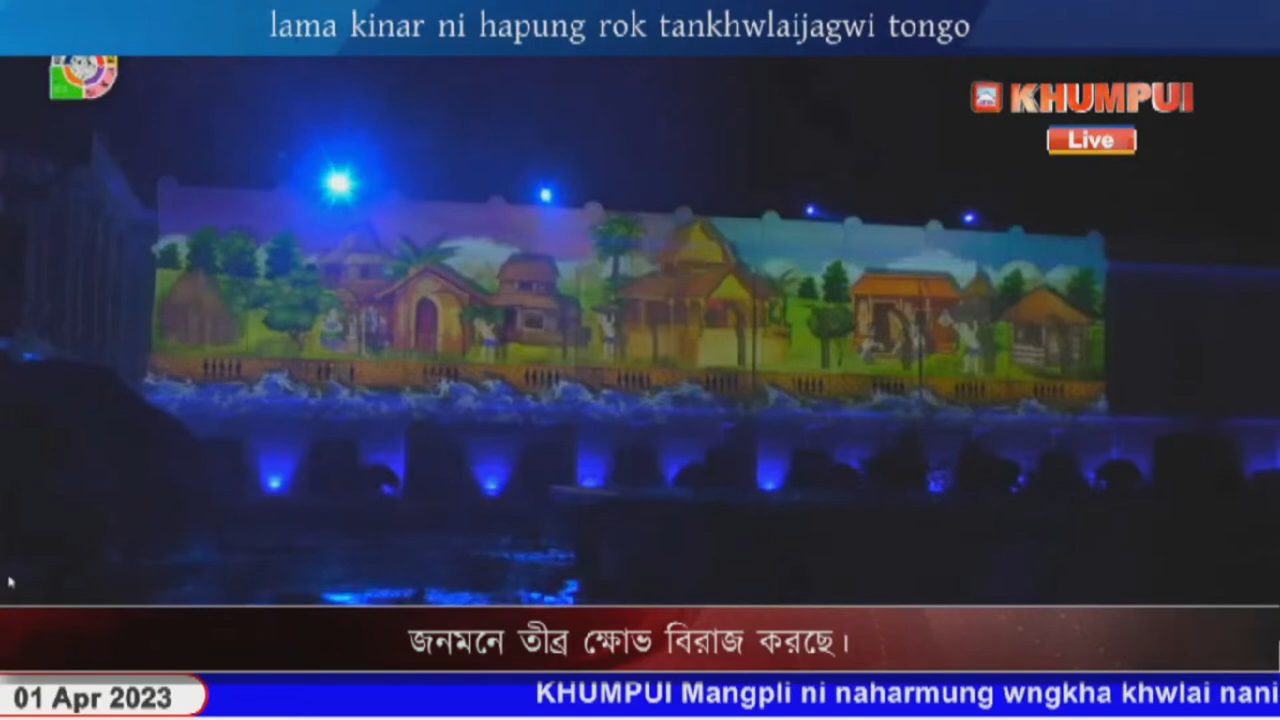 lama kinar ni hapung rok tankhwlaijagwi tongo
KHUMPUI
Live
জনমনে তীব্র ক্ষোভ বিরাজ করছে।
01 Apr 2023
KHUMPUI Mangpli ni naharmung wngkha khwlai nani